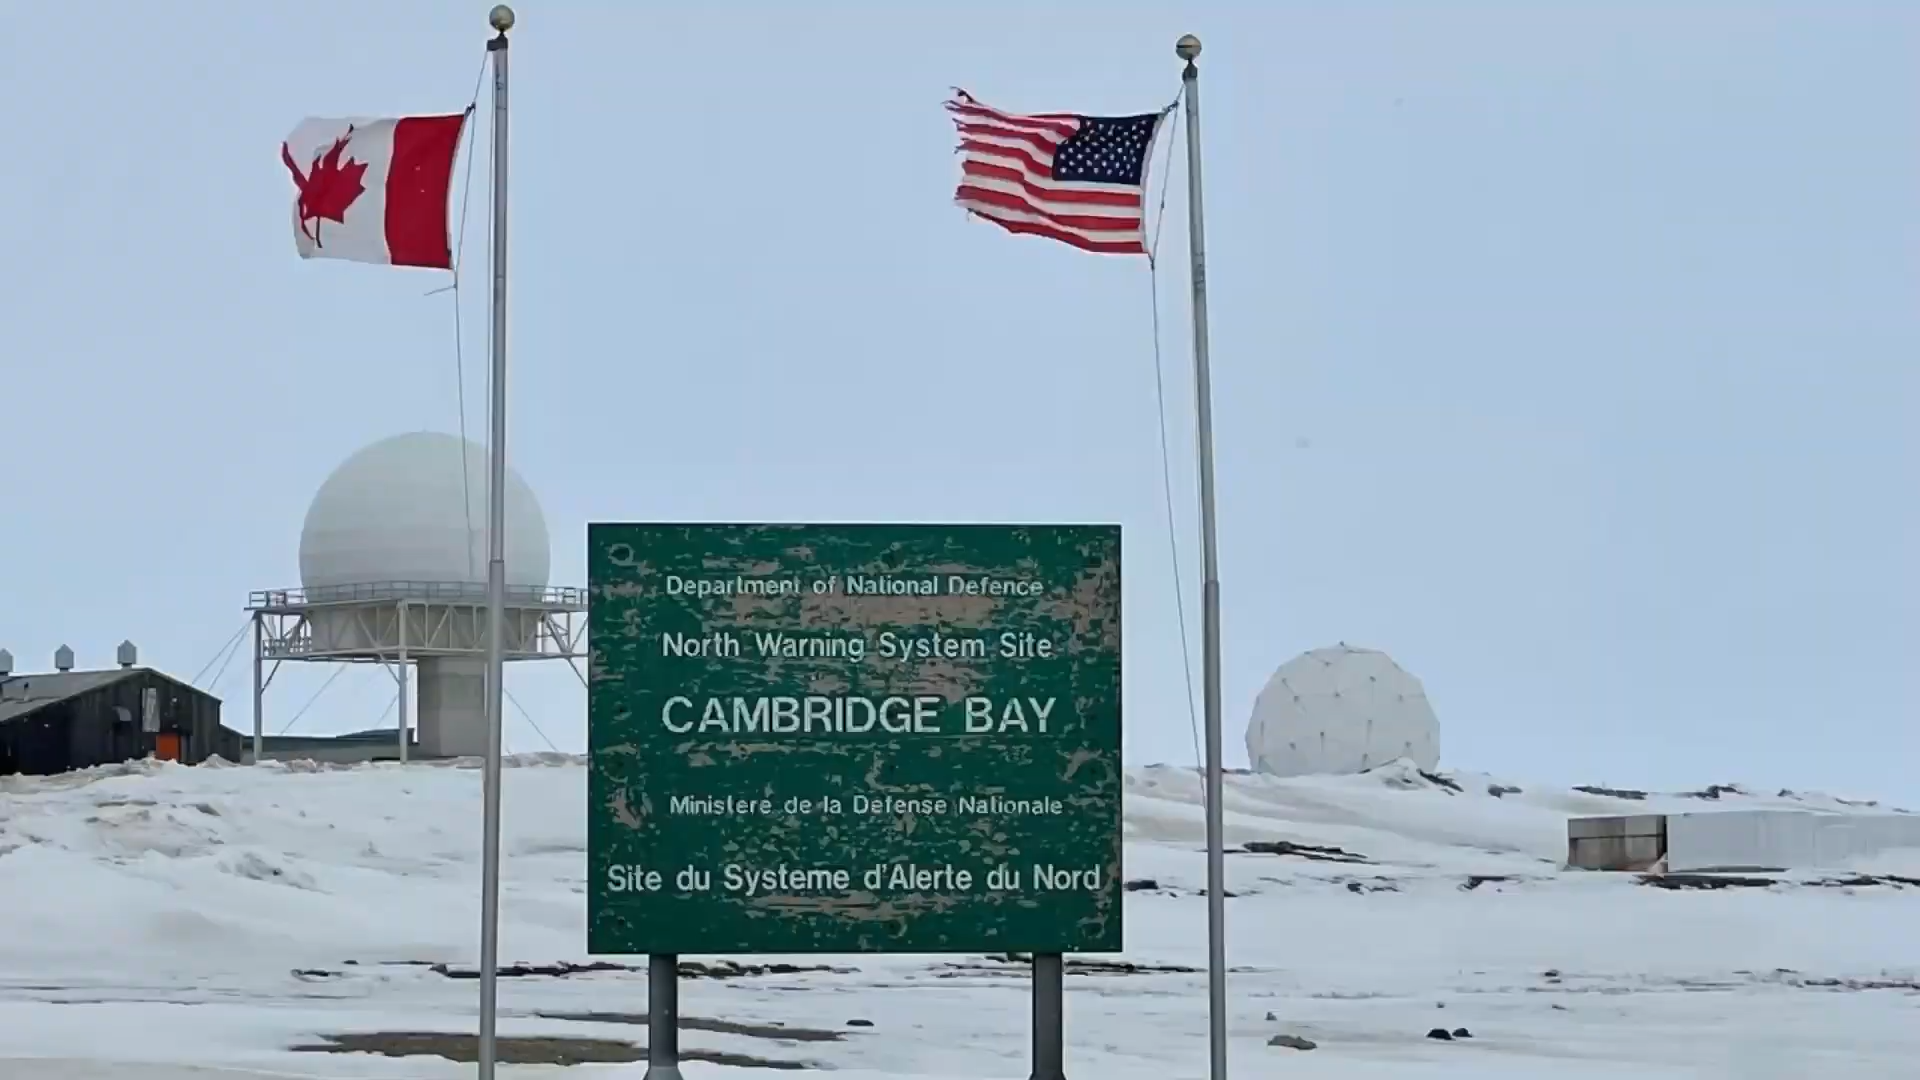 Department of National Defence
North Warning System Site
CAMBRIDGE BAY
Ministere de la Defense Nationale
Site du Systeme d'Alerte du Nord